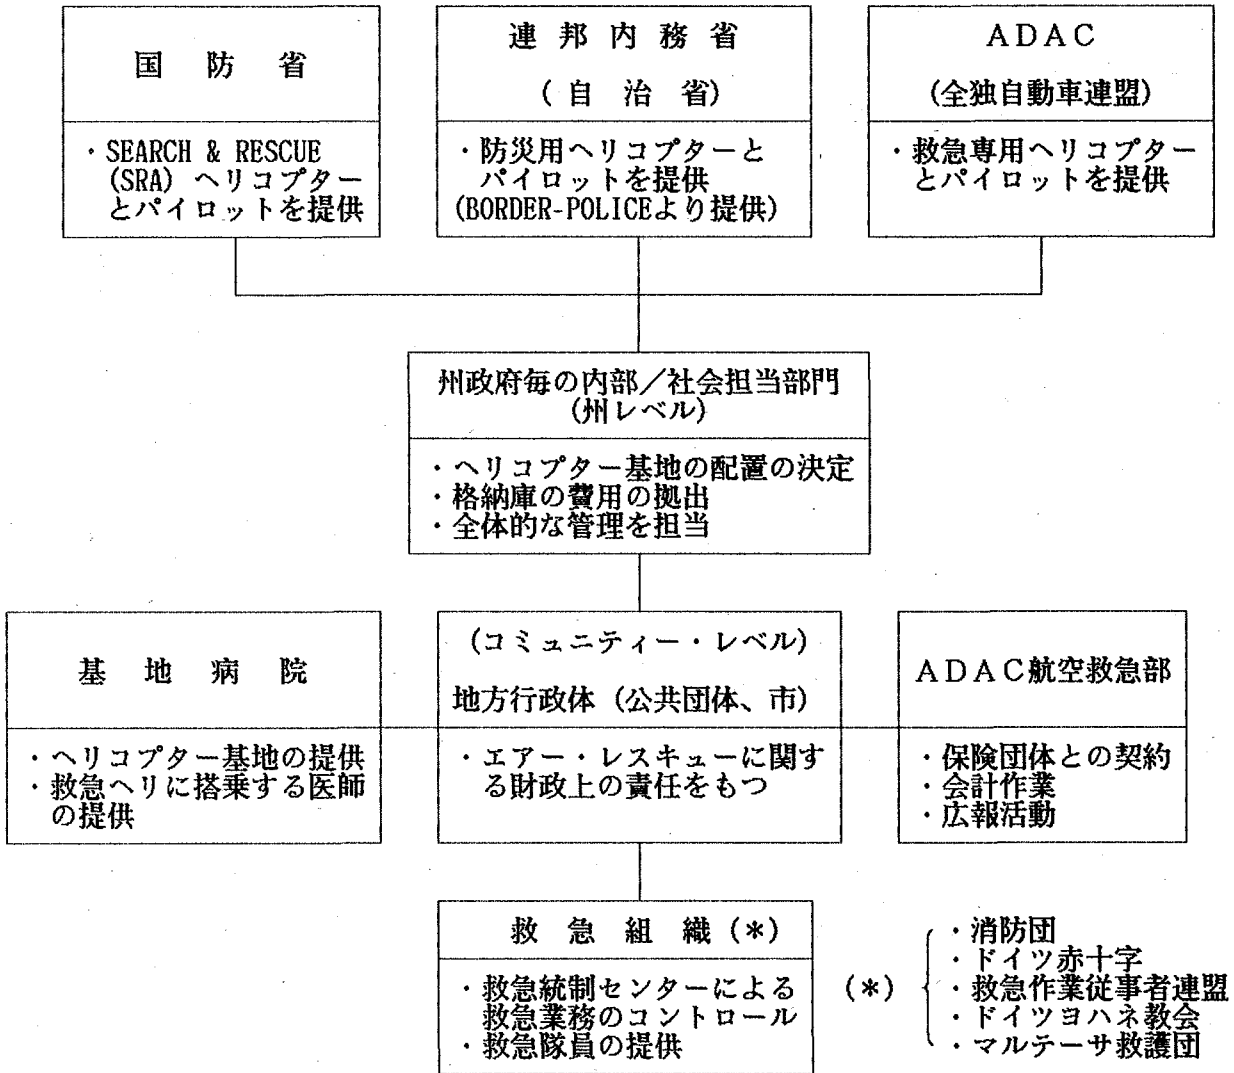 国防省
・SEARCH & RESCUE
(SRA) ヘリコプター
とパイロットを提供
連邦内務省
(自治省)
・防災用ヘリコプターと
パイロットを提供
(BORDER-POLICEより提供)
ADAC
(全独自動車連盟)
・救急専用ヘリコプター
とパイロットを提供
州政府毎の内部／社会担当部門
(州レベル)
・ヘリコプター基地の配置の決定
・格納庫の費用の拠出
・全体的な管理を担当
基地病院
・ヘリコプター基地の提供
・救急ヘリに搭乗する医師
の提供
(コミュニティー・レベル)
地方行政体 (公共団体、市)
・エアー・レスキューに関す
る財政上の責任をもつ
ADAC航空救急部
・保険団体との契約
・会計作業
・広報活動
救急組織 (*)
・救急統制センターによる
救急業務のコントロール
・救急隊員の提供
(*)
・消防団
・ドイツ赤十字
・救急作業従事者連盟
・ドイツヨハネ教会
・マルテーサ救護団